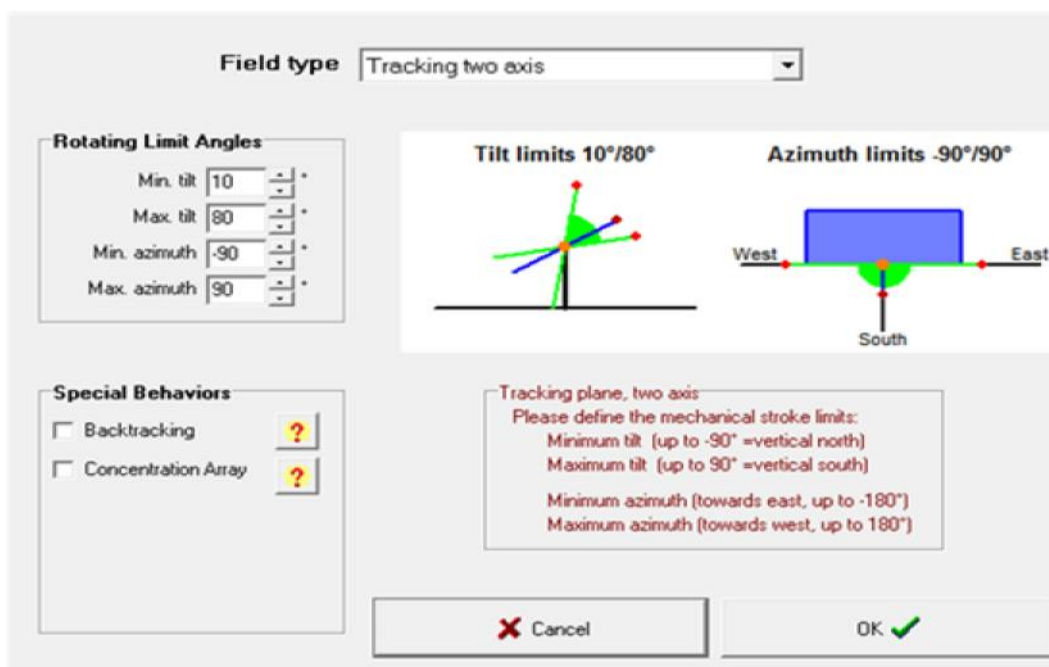 Field type Tracking two axis
Rotating Limit Angles
Min. tilt 10 °
Max. tilt 80 °
Min. azimuth -90 °
Max. azimuth 90 °
Tilt limits 10°/80°
Azimuth limits -90°/90°
West
East
South
Special Behaviors
Backtracking ?
Concentration Array ?
Tracking plane, two axis
Please define the mechanical stroke limits:
Minimum tilt (up to -90° =vertical north)
Maximum tilt (up to 90° =vertical south)
Minimum azimuth (towards east, up to -180°)
Maximum azimuth (towards west, up to 180°)
Cancel
OK